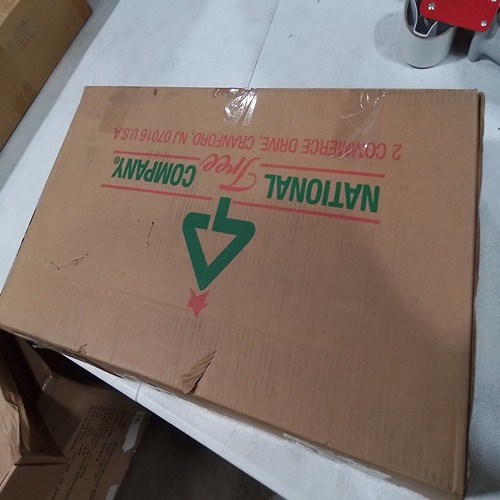 NATIONAL Tree COMPANY®
2 COMMERCE DRIVE, CRANFORD, NJ 07016 U.S.A.